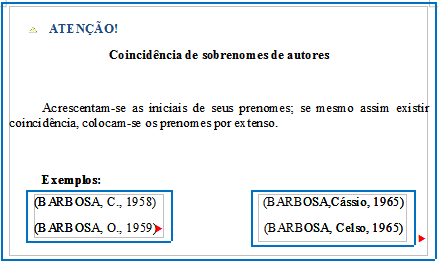 ATENÇÃO!
Coincidência de sobrenomes de autores
Acrescentam-se as iniciais de seus prenomes; se mesmo assim existir
coincidência, colocam-se os prenomes por extenso.
Exemplos:
(BARBOSA, C., 1958) (BARBOSA,Cássio, 1965)
(BARBOSA, O., 1959) (BARBOSA, Celso, 1965)